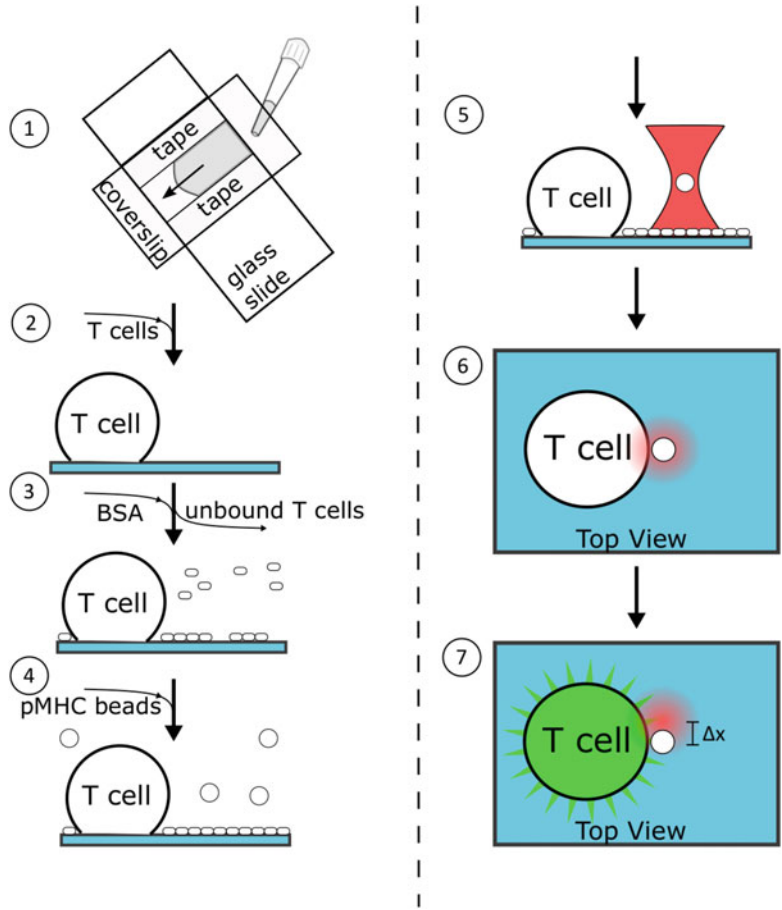 1
tape
tape
coverslip
glass
slide
2
T cells
T cell
3
BSA
unbound T cells
T cell
4
pMHC beads
T cell
5
T cell
6
T cell
Top View
7
T cell
Δx
Top View